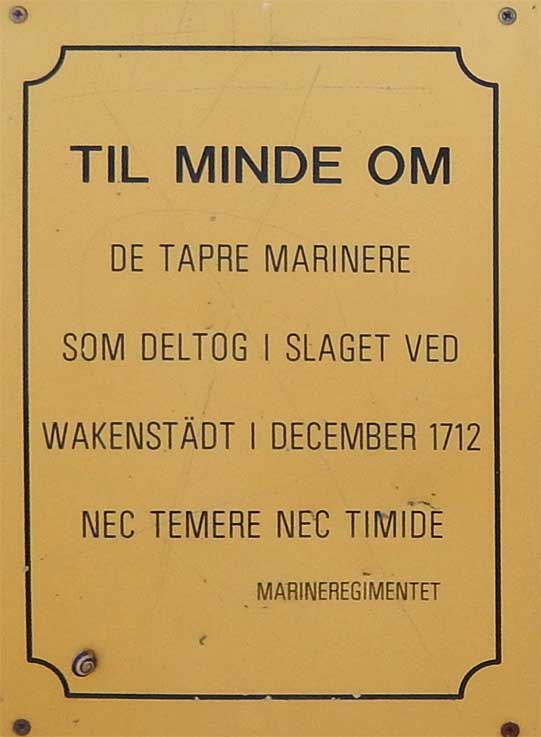 TIL MINDE OM
DE TAPRE MARINERE
SOM DELTOG I SLAGET VED
WAKENSTÄDT I DECEMBER 1712
NEC TEMERE NEC TIMIDE
MARINEREGIMENTET